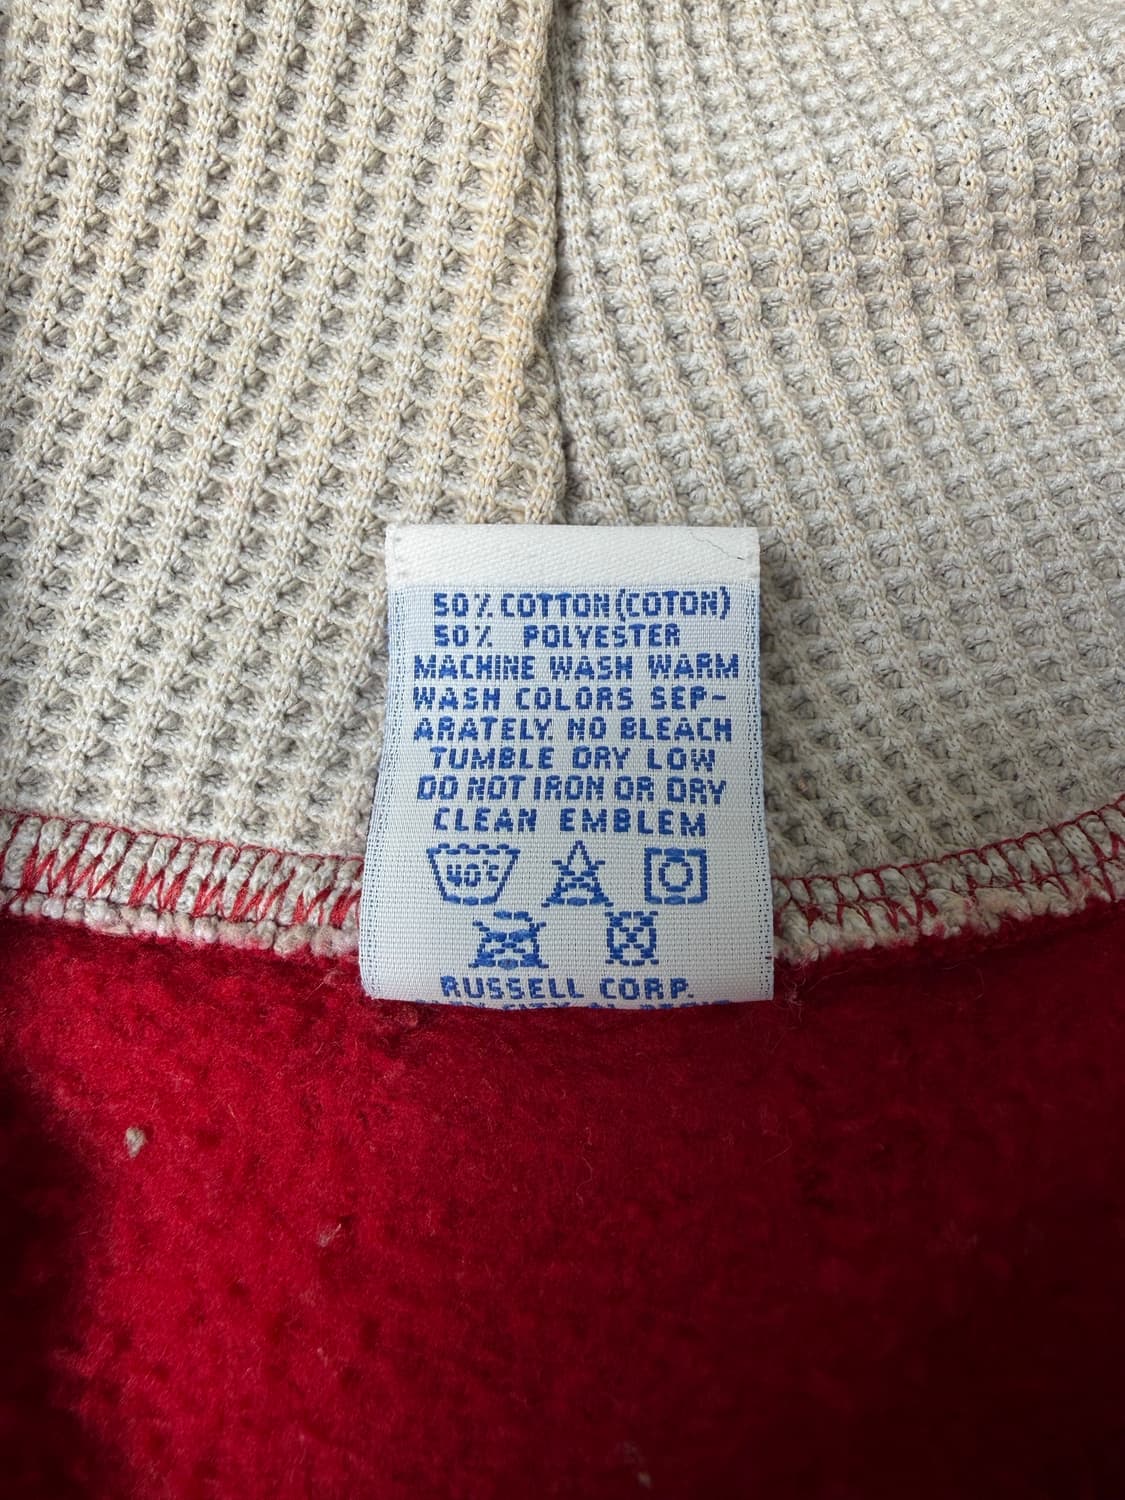 50% COTTON (COTON)
50% POLYESTER
MACHINE WASH WARM
WASH COLORS SEP-
ARATELY. NO BLEACH
TUMBLE DRY LOW
DO NOT IRON OR DRY
CLEAN EMBLEM
40°C
RUSSELL CORP.